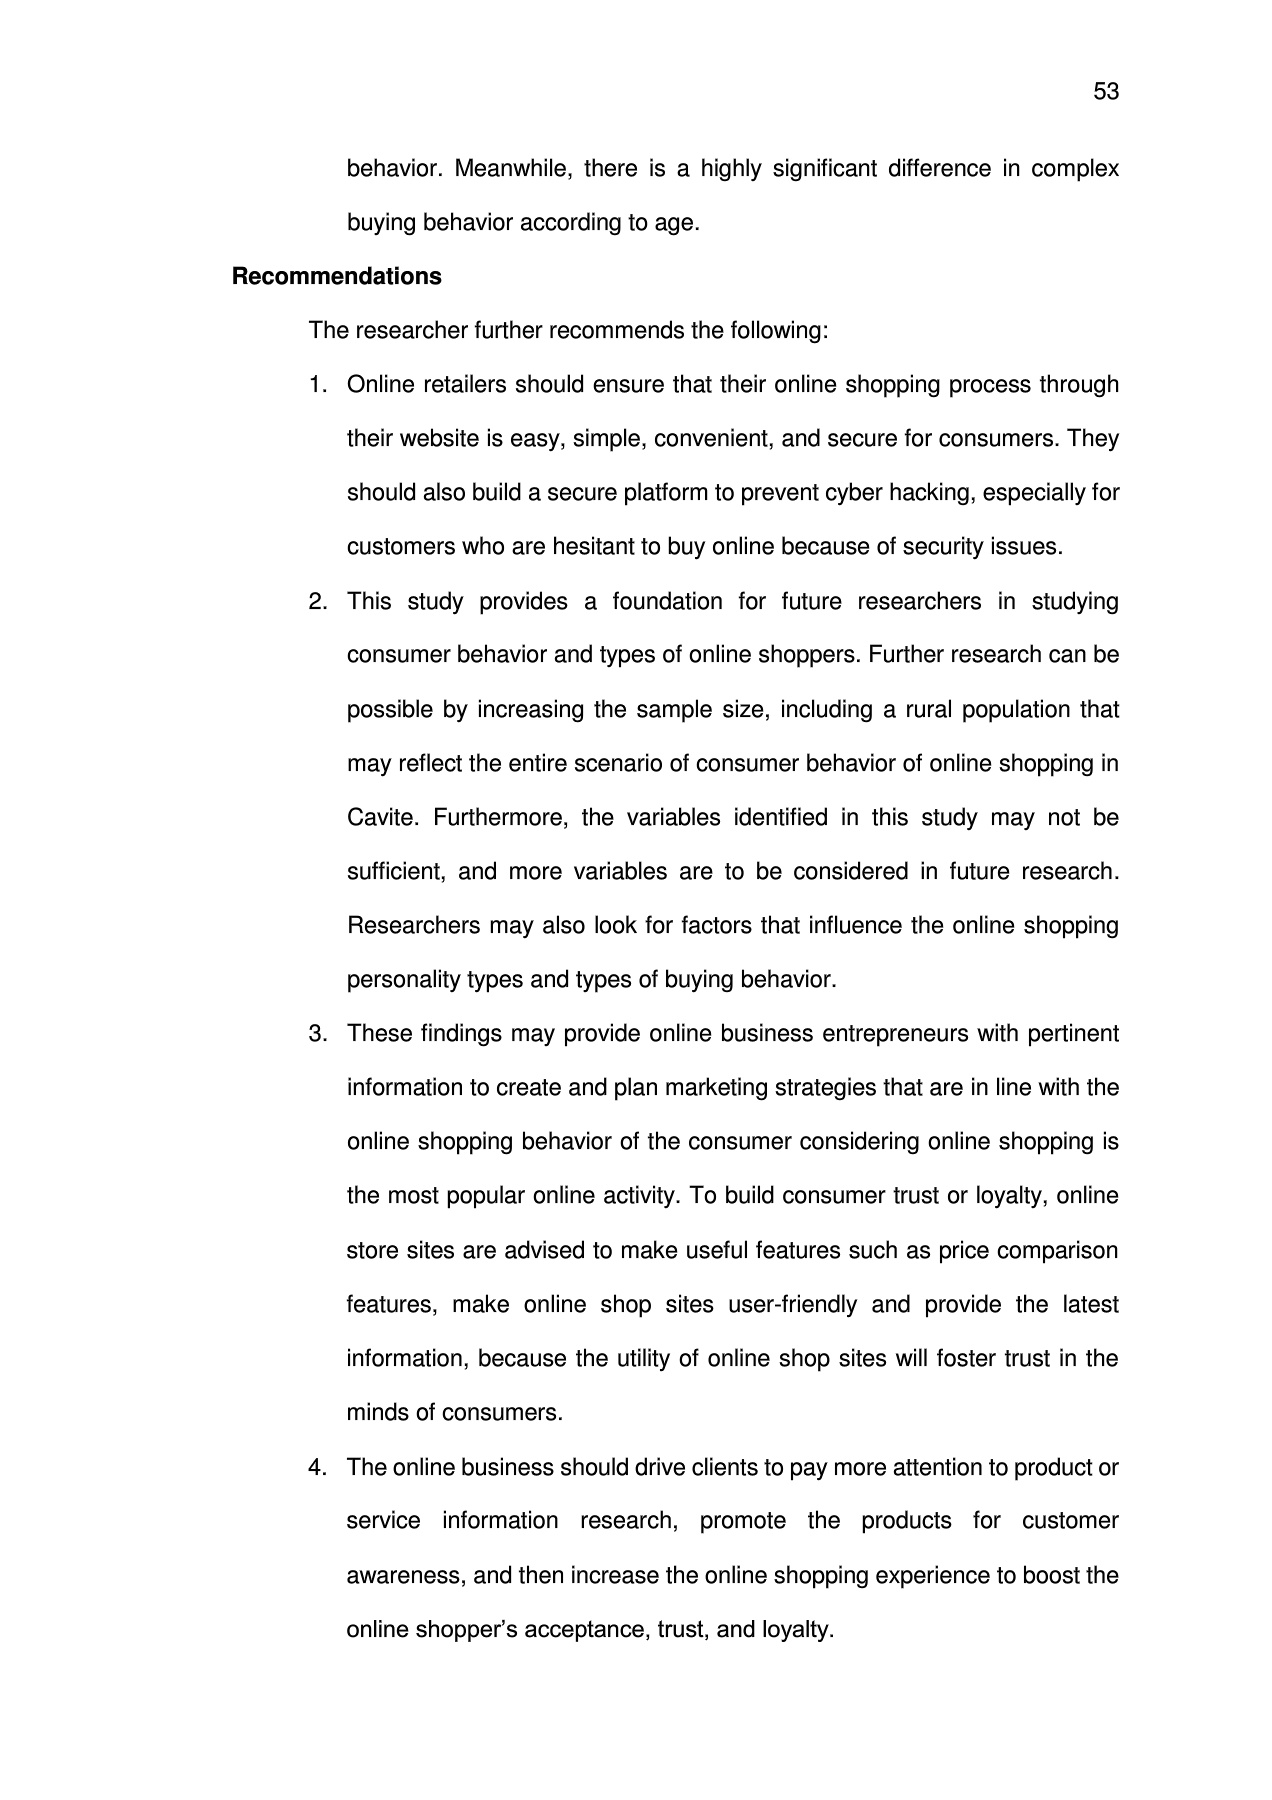 53
behavior. Meanwhile, there is a highly significant difference in complex
buying behavior according to age.
Recommendations
The researcher further recommends the following:
1. Online retailers should ensure that their online shopping process through
their website is easy, simple, convenient, and secure for consumers. They
should also build a secure platform to prevent cyber hacking, especially for
customers who are hesitant to buy online because of security issues.
2. This study provides a foundation for future researchers in studying
consumer behavior and types of online shoppers. Further research can be
possible by increasing the sample size, including a rural population that
may reflect the entire scenario of consumer behavior of online shopping in
Cavite. Furthermore, the variables identified in this study may not be
sufficient, and more variables are to be considered in future research.
Researchers may also look for factors that influence the online shopping
personality types and types of buying behavior.
3. These findings may provide online business entrepreneurs with pertinent
information to create and plan marketing strategies that are in line with the
online shopping behavior of the consumer considering online shopping is
the most popular online activity. To build consumer trust or loyalty, online
store sites are advised to make useful features such as price comparison
features, make online shop sites user-friendly and provide the latest
information, because the utility of online shop sites will foster trust in the
minds of consumers.
4. The online business should drive clients to pay more attention to product or
service information research, promote the products for customer
awareness, and then increase the online shopping experience to boost the
online shopper’s acceptance, trust, and loyalty.